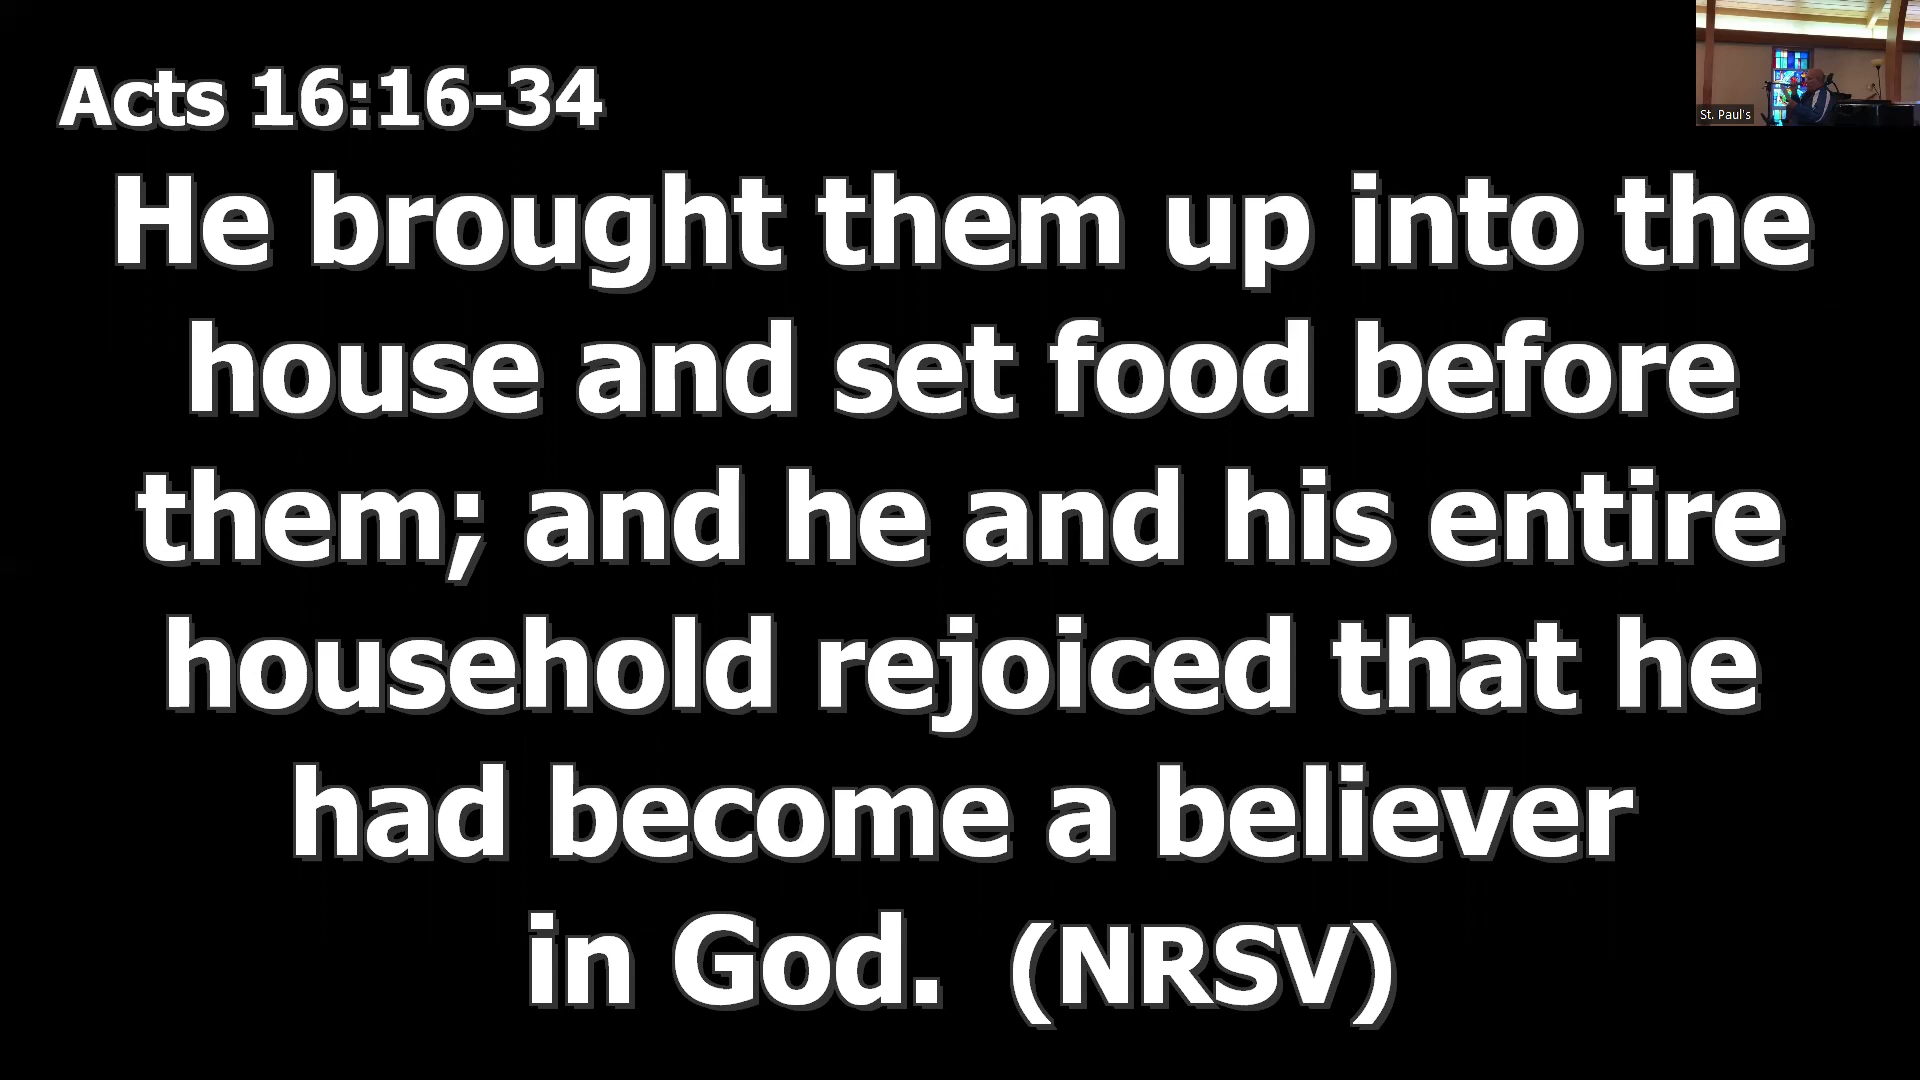 Acts 16:16-34
St. Paul's
He brought them up into the
house and set food before
them; and he and his entire
household rejoiced that he
had become a believer
in God. (NRSV)